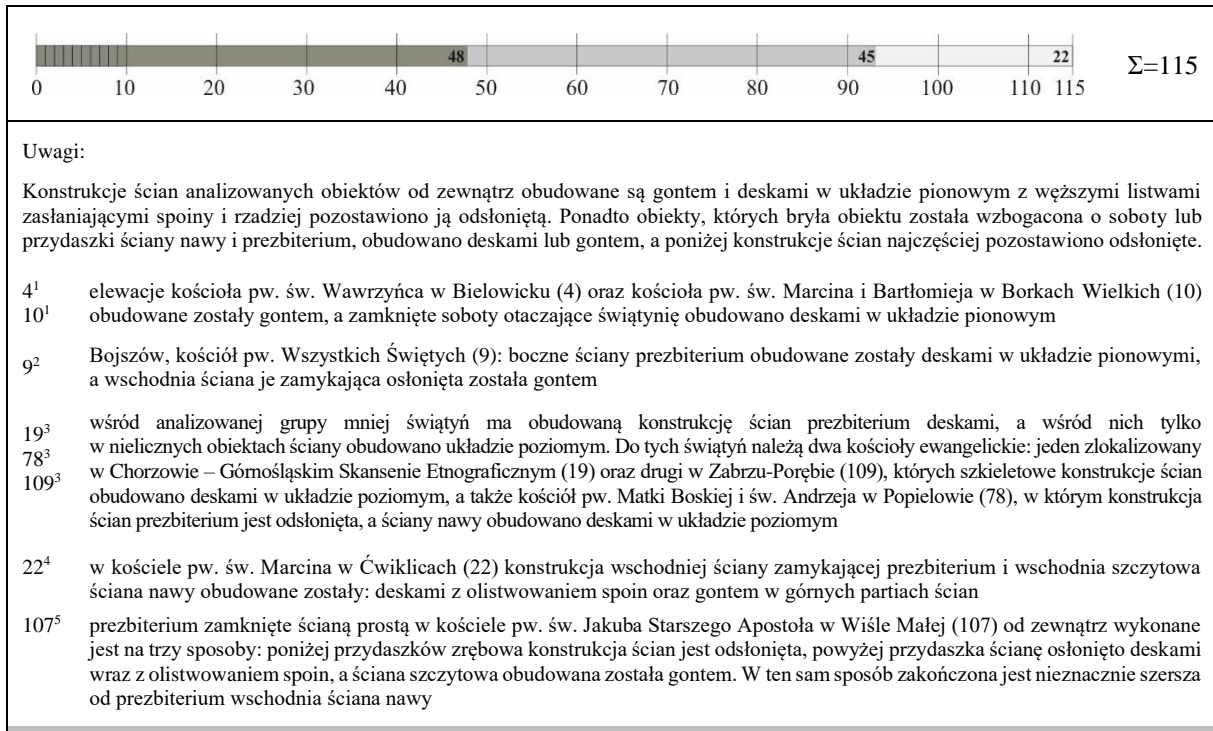 48 45 22
Σ=115
0 10 20 30 40 50 60 70 80 90 100 110 115
Uwagi:
Konstrukcje ścian analizowanych obiektów od zewnątrz obudowane są gontem i deskami w układzie pionowym z węższymi listwami
zasłaniającymi spoiny i rzadziej pozostawiono ją odsłoniętą. Ponadto obiekty, których bryła obiektu została wzbogacona o soboty lub
przydaszki ściany nawy i prezbiterium, obudowano deskami lub gontem, a poniżej konstrukcje ścian najczęściej pozostawiono odsłonięte.
4¹ elewacje kościoła pw. św. Wawrzyńca w Bielowicku (4) oraz kościoła pw. św. Marcina i Bartłomieja w Borkach Wielkich (10)
10¹ obudowane zostały gontem, a zamknięte soboty otaczające świątynię obudowano deskami w układzie pionowym
9² Bojszów, kościół pw. Wszystkich Świętych (9): boczne ściany prezbiterium obudowane zostały deskami w układzie pionowymi,
a wschodnia ściana je zamykająca osłonięta została gontem
19³ wśród analizowanej grupy mniej świątyń ma obudowaną konstrukcję ścian prezbiterium deskami, a wśród nich tylko
78³ w nielicznych obiektach ściany obudowano układzie poziomym. Do tych świątyń należą dwa kościoły ewangelickie: jeden zlokalizowany
109³ w Chorzowie – Górnośląskim Skansenie Etnograficznym (19) oraz drugi w Zabrzu-Porębie (109), których szkieletowe konstrukcje ścian
obudowano deskami w układzie poziomym, a także kościół pw. Matki Boskiej i św. Andrzeja w Popielowie (78), w którym konstrukcja
ścian prezbiterium jest odsłonięta, a ściany nawy obudowano deskami w układzie poziomym
22⁴ w kościele pw. św. Marcina w Ćwiklicach (22) konstrukcja wschodniej ściany zamykającej prezbiterium i wschodnia szczytowa
ściana nawy obudowane zostały: deskami z olistwowaniem spoin oraz gontem w górnych partiach ścian
107⁵ prezbiterium zamknięte ścianą prostą w kościele pw. św. Jakuba Starszego Apostoła w Wiśle Małej (107) od zewnątrz wykonane
jest na trzy sposoby: poniżej przydaszków zrębowa konstrukcja ścian jest odsłonięta, powyżej przydaszka ścianę osłonięto deskami
wraz z olistwowaniem spoin, a ściana szczytowa obudowana została gontem. W ten sam sposób zakończona jest nieznacznie szersza
od prezbiterium wschodnia ściana nawy